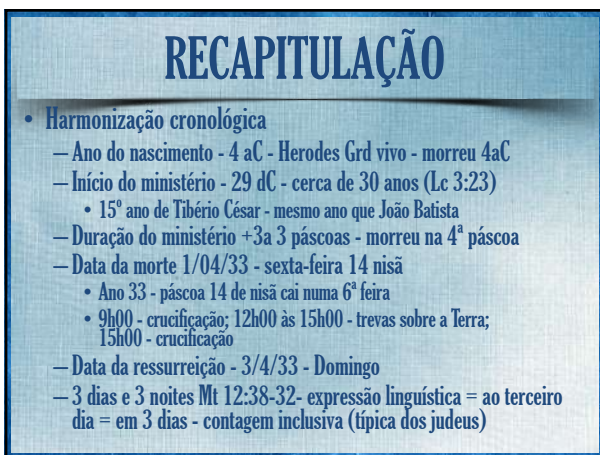 RECAPITULAÇÃO
• Harmonização cronológica
– Ano do nascimento - 4 aC - Herodes Grd vivo - morreu 4aC
– Início do ministério - 29 dC - cerca de 30 anos (Lc 3:23)
• 15º ano de Tibério César - mesmo ano que João Batista
– Duração do ministério +3a 3 páscoas - morreu na 4ª páscoa
– Data da morte 1/04/33 - sexta-feira 14 nisã
• Ano 33 - páscoa 14 de nisã cai numa 6ª feira
• 9h00 - crucificação; 12h00 às 15h00 - trevas sobre a Terra;
15h00 - crucificação
– Data da ressurreição - 3/4/33 - Domingo
– 3 dias e 3 noites Mt 12:38-32- expressão linguística = ao terceiro
dia = em 3 dias - contagem inclusiva (típica dos judeus)